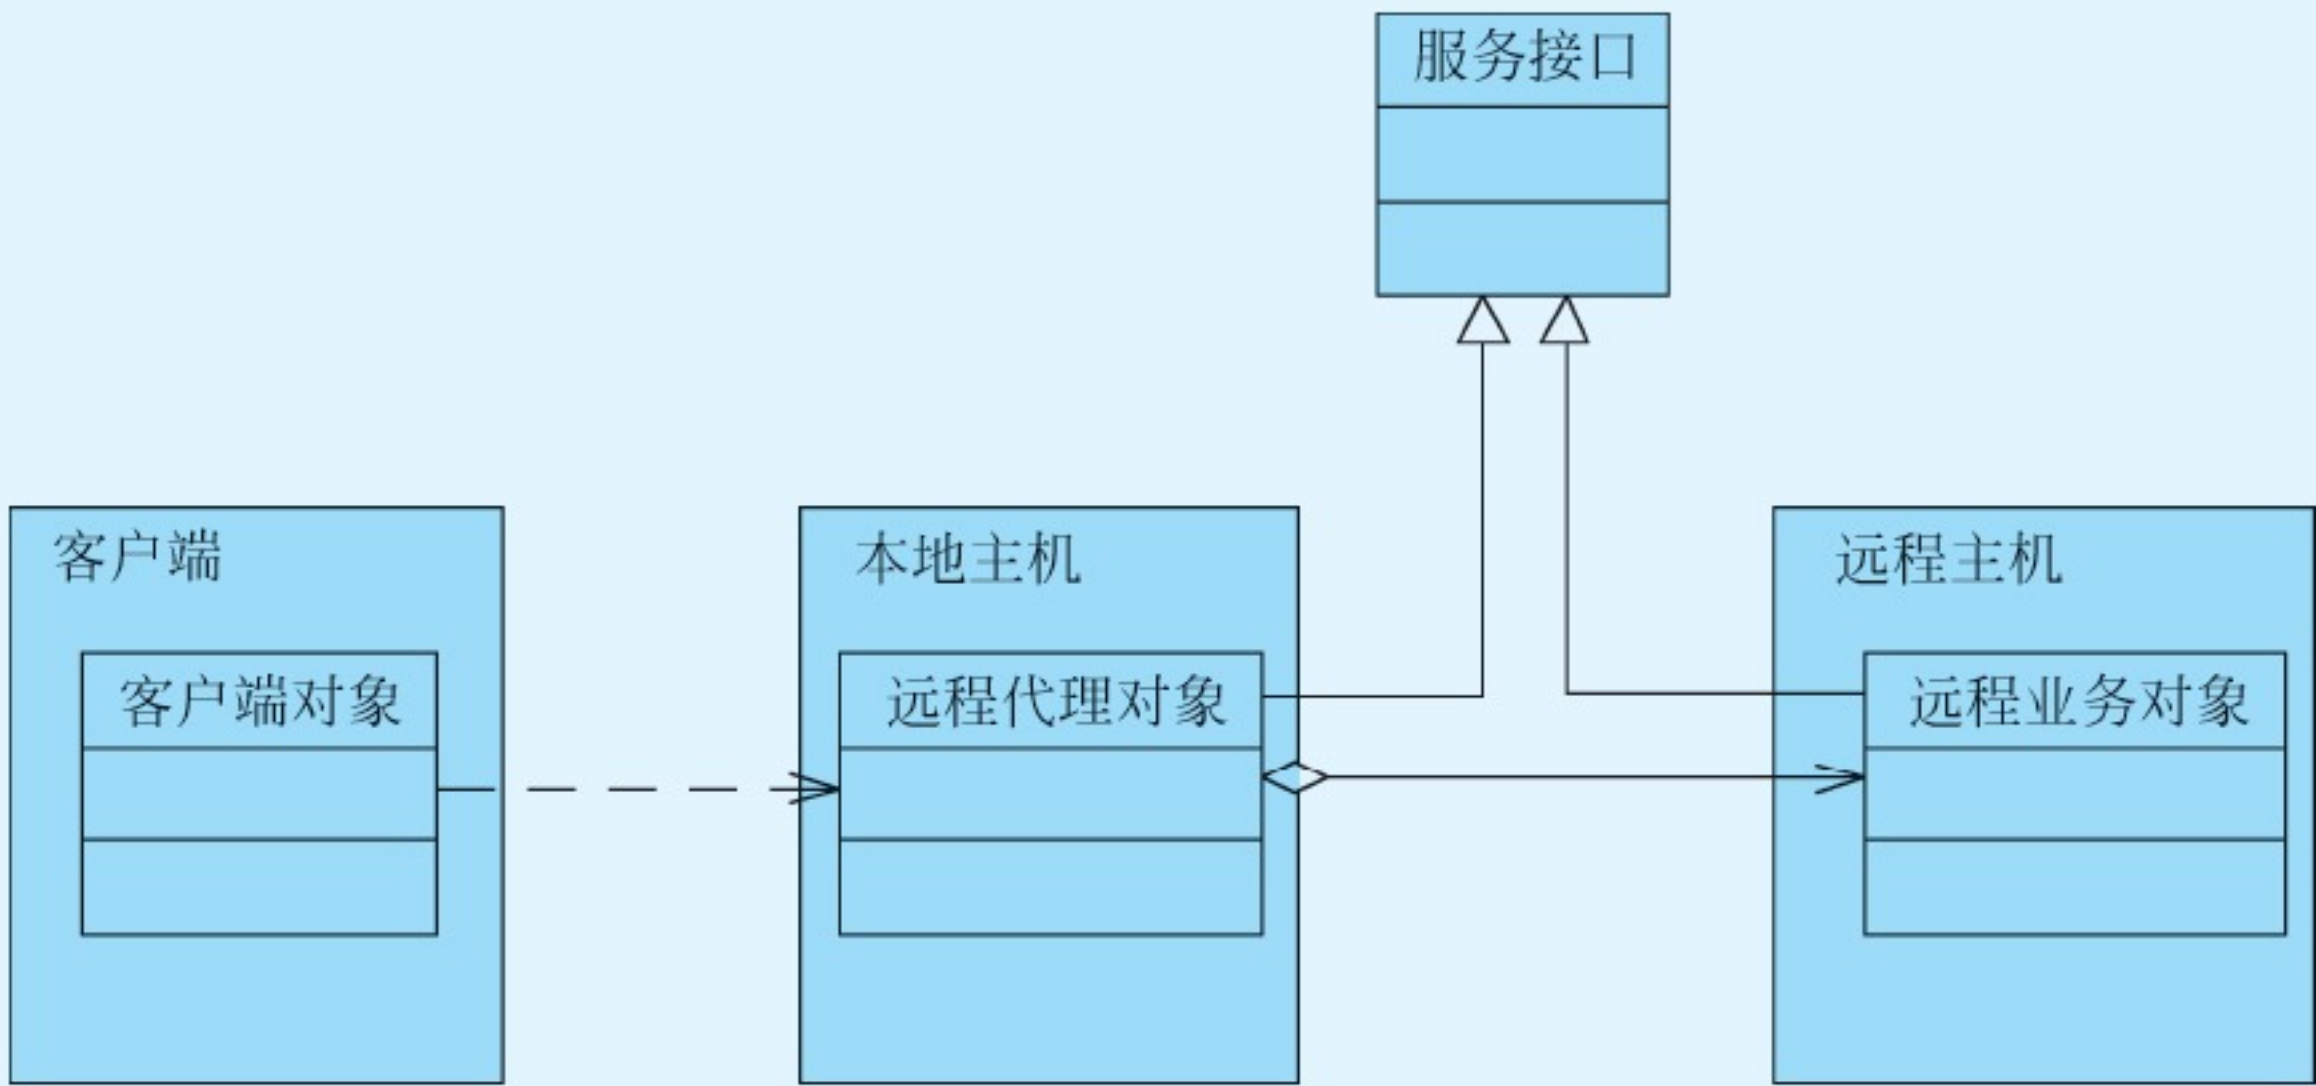 服务接口
客户端
本地主机
远程主机
客户端对象
远程代理对象
远程业务对象